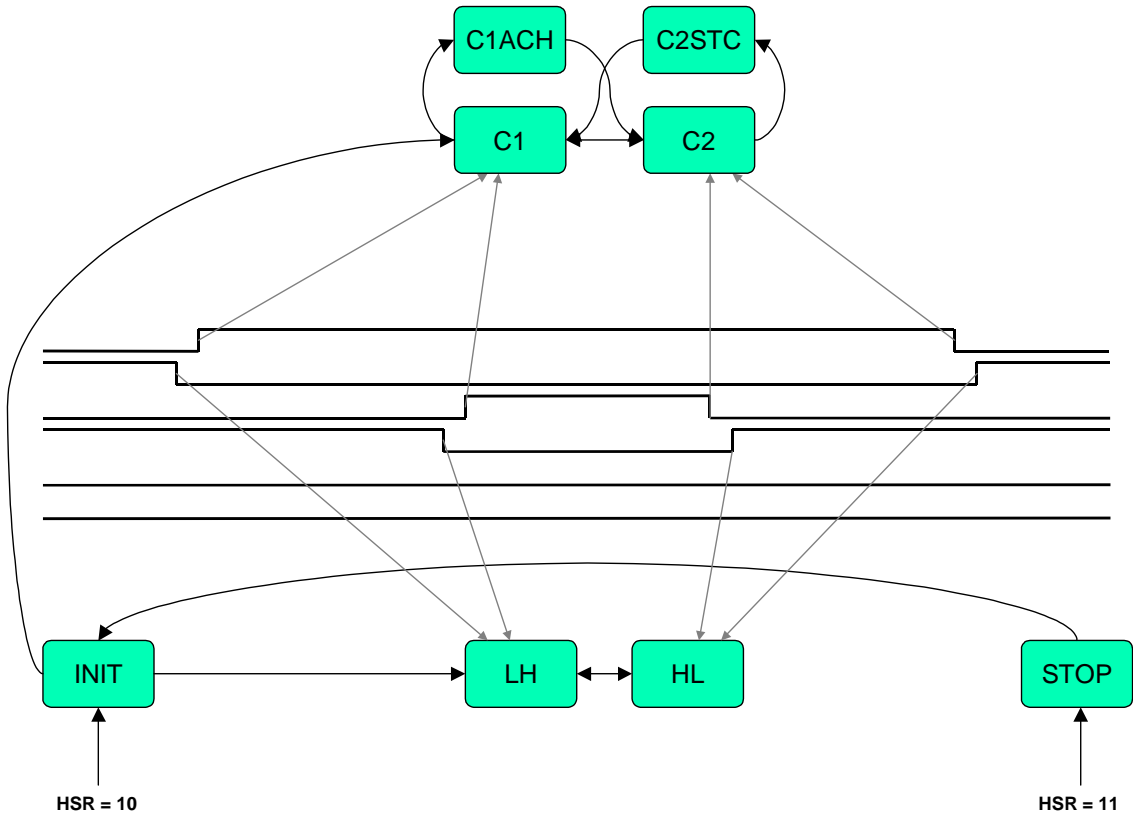 C1ACH
C2STC
C1
C2
INIT
LH
HL
STOP
HSR = 10
HSR = 11